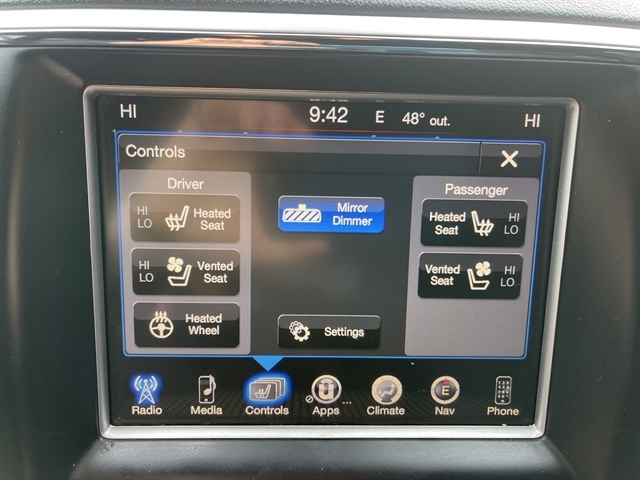 HI 9:42 E 48° out. HI
Controls
Driver
Passenger
HI
LO
Heated
Seat
Mirror
Dimmer
Heated
Seat
HI
LO
HI
LO
Vented
Seat
Vented
Seat
HI
LO
Heated
Wheel
Settings
Radio Media Controls Apps Climate Nav Phone
E